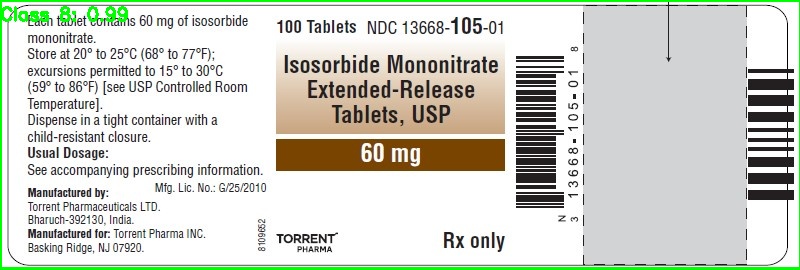 Class 8: 0.99
Each tablet contains 60 mg of isosorbide
mononitrate.
Store at 20° to 25°C (68° to 77°F);
excursions permitted to 15° to 30°C
(59° to 86°F) [see USP Controlled Room
Temperature].
Dispense in a tight container with a
child-resistant closure.
Usual Dosage:
See accompanying prescribing information.
Mfg. Lic. No.: G/25/2010
Manufactured by:
Torrent Pharmaceuticals LTD.
Bharuch-392130, India.
Manufactured for: Torrent Pharma INC.
Basking Ridge, NJ 07920.
8109652
100 Tablets NDC 13668-105-01
Isosorbide Mononitrate
Extended-Release
Tablets, USP
60 mg
TORRENT
PHARMA
Rx only
N
3 13668-105-01 8